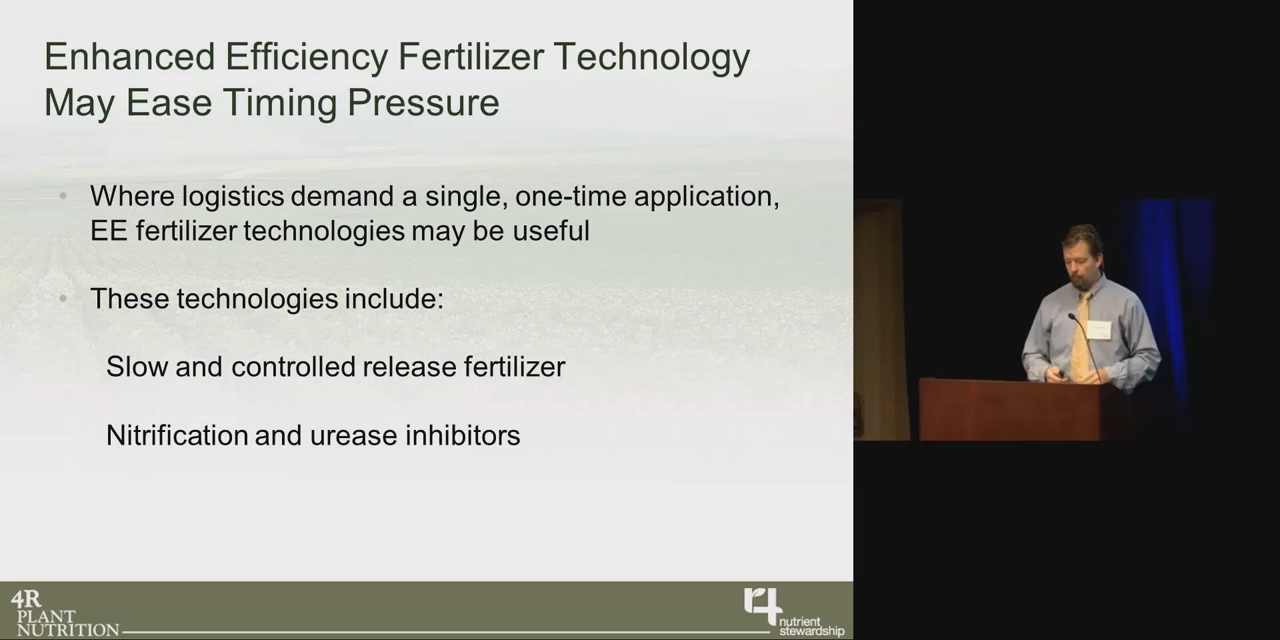 Enhanced Efficiency Fertilizer Technology
May Ease Timing Pressure
• Where logistics demand a single, one-time application,
EE fertilizer technologies may be useful
• These technologies include:
Slow and controlled release fertilizer
Nitrification and urease inhibitors
4R
PLANT
NUTRITION
r4
nutrient
stewardship